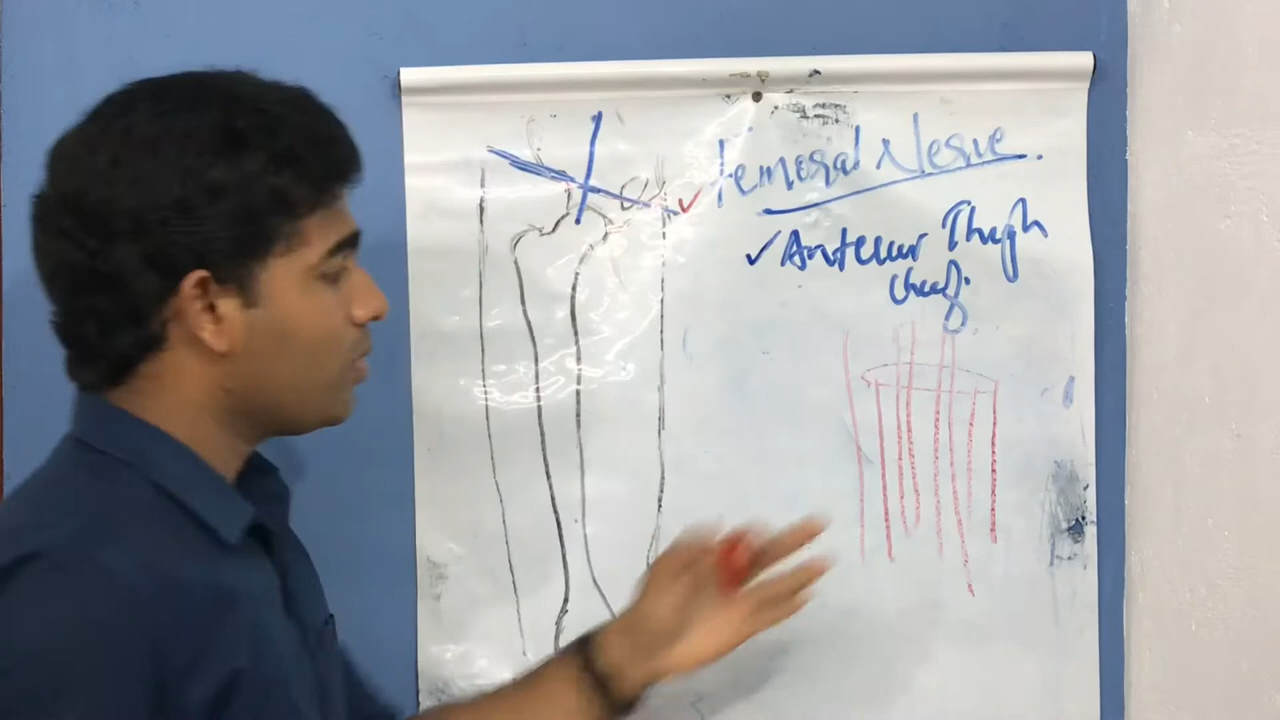 Femoral Nerve.
✓ Anterior Thigh